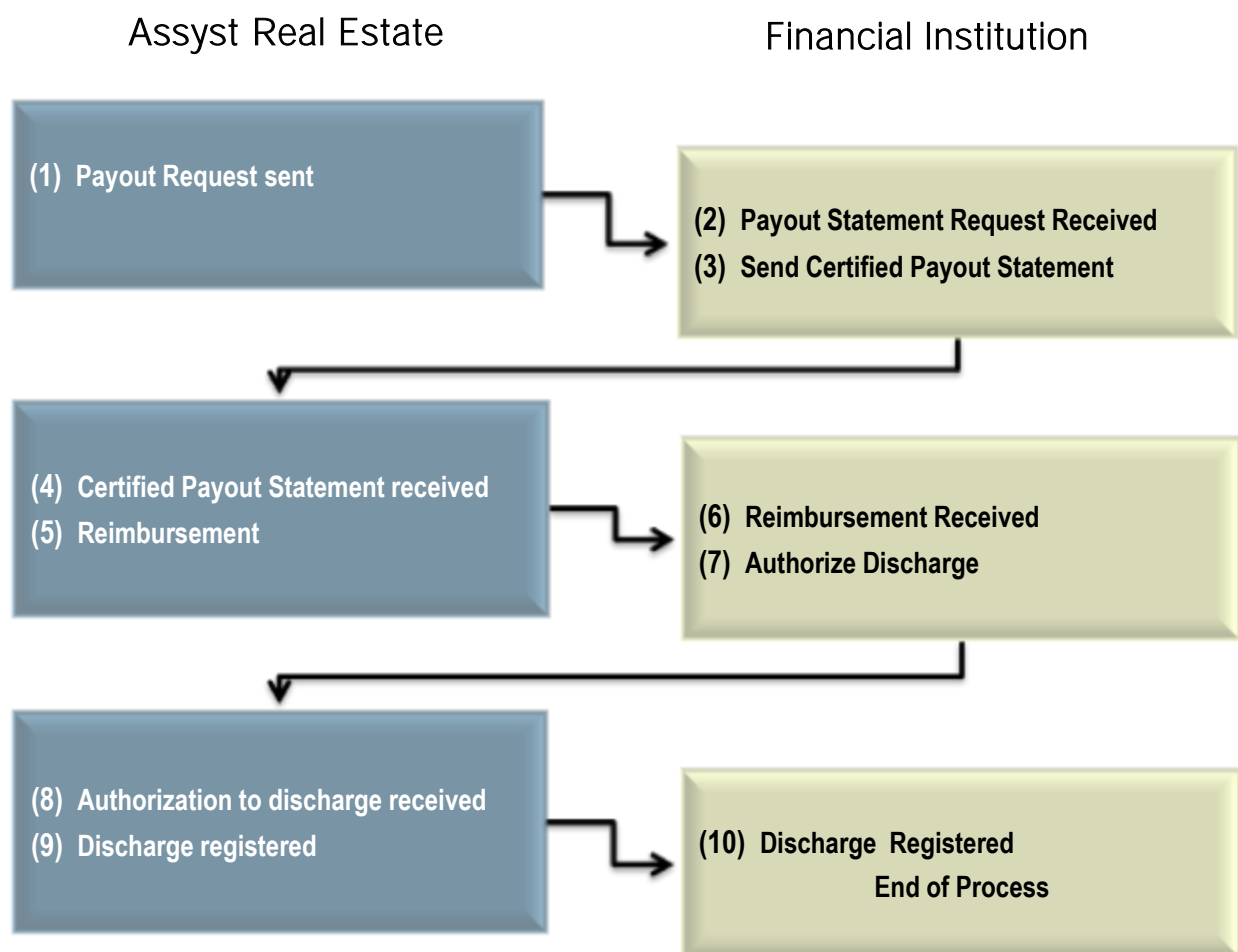 Assyst Real Estate
Financial Institution
(1) Payout Request sent
(2) Payout Statement Request Received
(3) Send Certified Payout Statement
(4) Certified Payout Statement received
(5) Reimbursement
(6) Reimbursement Received
(7) Authorize Discharge
(8) Authorization to discharge received
(9) Discharge registered
(10) Discharge Registered
End of Process